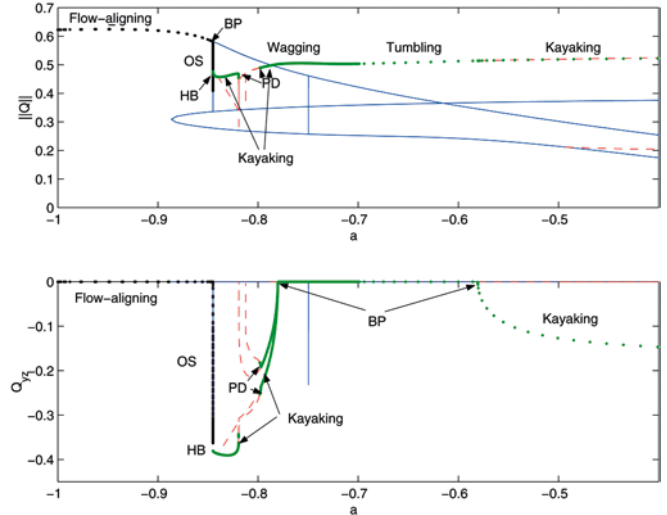 Flow-aligning
BP
OS
Wagging
Tumbling
Kayaking
HB
PD
Kayaking
||Q||
0.7
0.6
0.5
0.4
0.3
0.2
0.1
0
-1
-0.9
-0.8
-0.7
-0.6
-0.5
a
Flow-aligning
OS
BP
Kayaking
PD
Kayaking
HB
Qyz
0
-0.1
-0.2
-0.3
-0.4
-1
-0.9
-0.8
-0.7
-0.6
-0.5
a